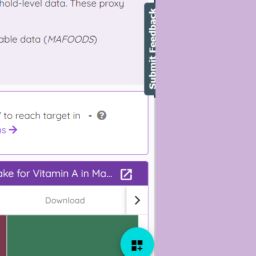 hold-level data. These proxy
able data (MAFOODS)
Submit Feedback
to reach target in -
ake for Vitamin A in Ma...
Download